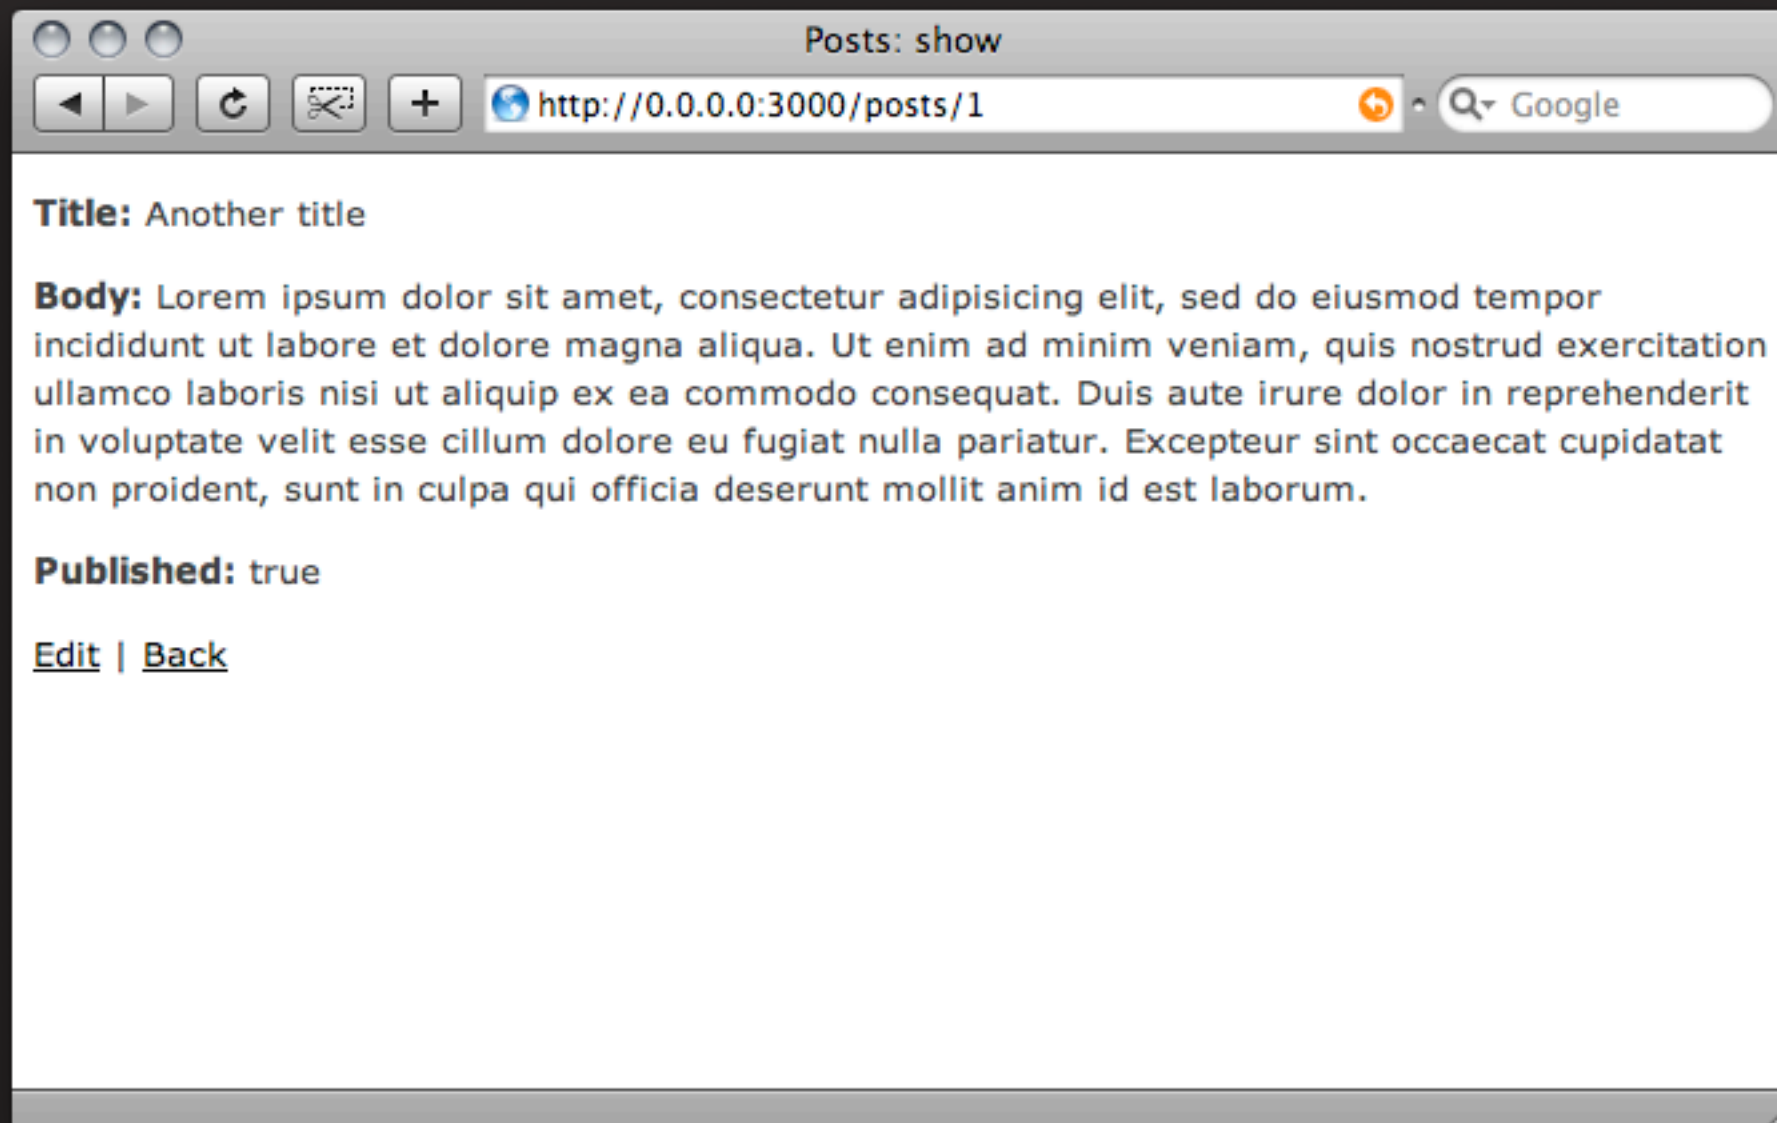 Posts: show
http://0.0.0.0:3000/posts/1
Google
Title: Another title
Body: Lorem ipsum dolor sit amet, consectetur adipisicing elit, sed do eiusmod tempor
incididunt ut labore et dolore magna aliqua. Ut enim ad minim veniam, quis nostrud exercitation
ullamco laboris nisi ut aliquip ex ea commodo consequat. Duis aute irure dolor in reprehenderit
in voluptate velit esse cillum dolore eu fugiat nulla pariatur. Excepteur sint occaecat cupidatat
non proident, sunt in culpa qui officia deserunt mollit anim id est laborum.
Published: true
Edit | Back